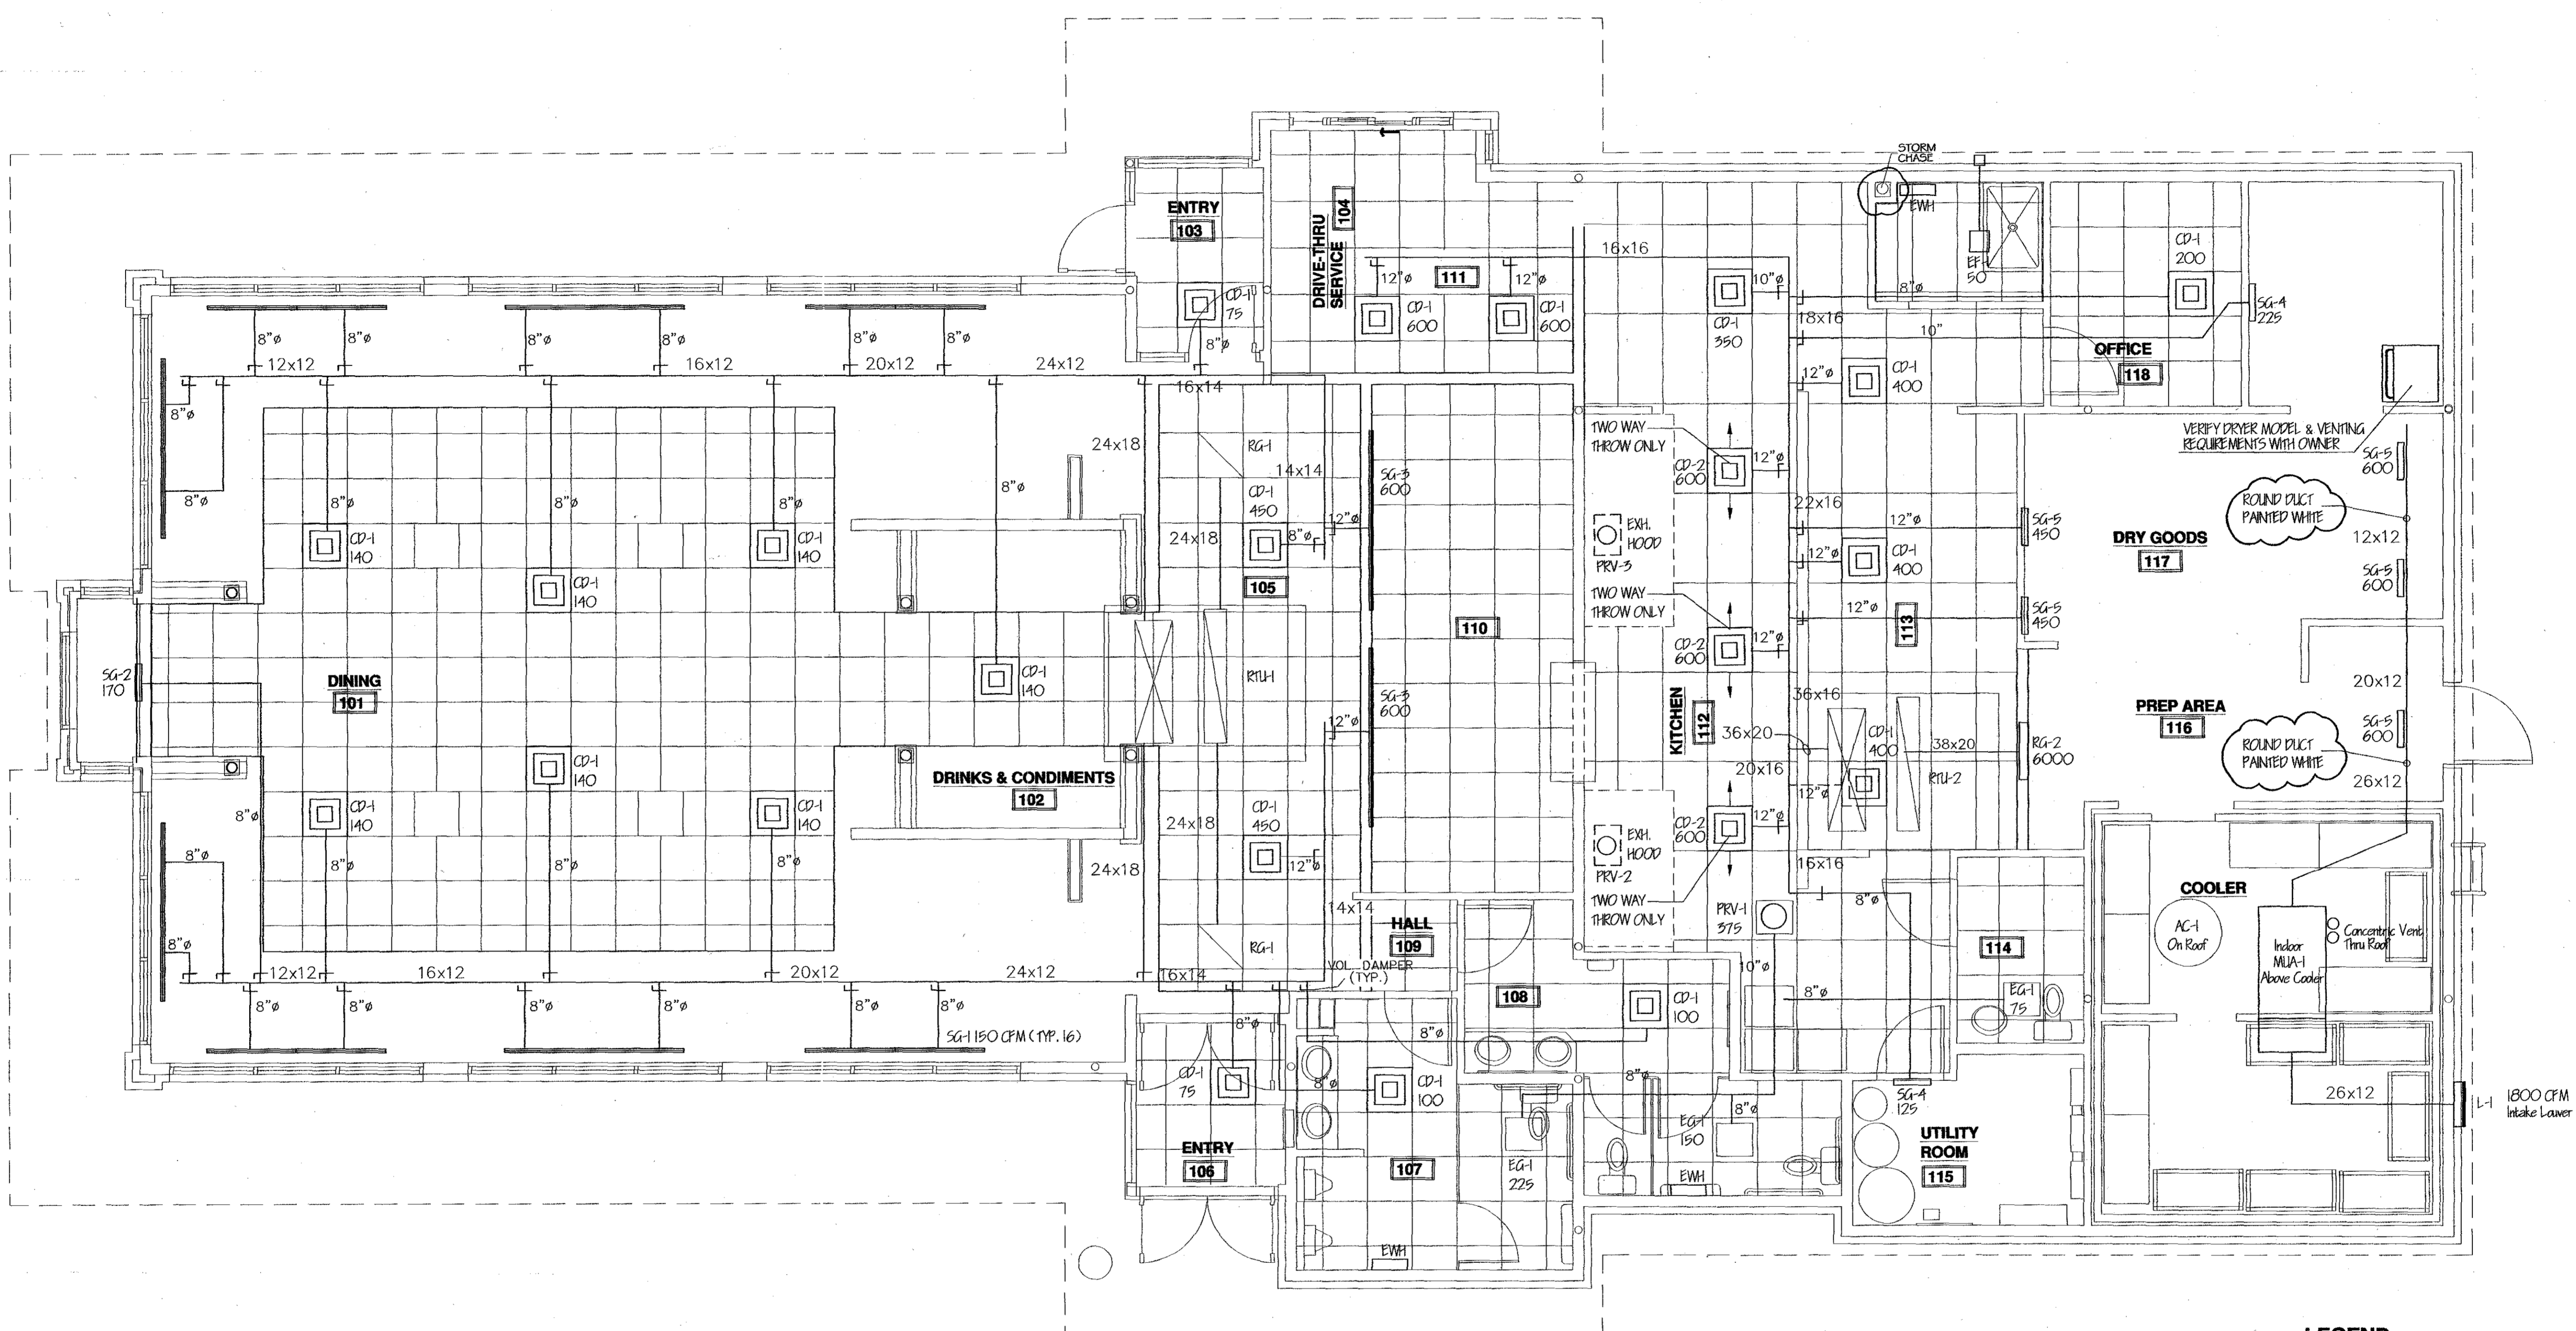 STORM
CHASE
EWH
ENTRY
103
DRIVE-THRU
SERVICE
104
16x16
CD-1
200
EF-
50
12"ø
111
12"ø
10"ø
8"ø
CD-1
75
CD-1
600
CD-1
600
CD-1
350
18x16
SG-4
225
8"ø
8"ø
8"ø
8"ø
8"ø
8"ø
8"ø
10"
12x12
16x12
20x12
24x12
OFFICE
118
16x14
12"ø
CD-1
400
8"ø
TWO WAY
THROW ONLY
VERIFY DRYER MODEL & VENTING
REQUIREMENTS WITH OWNER
24x18
RG-1
14x14
SG-3
600
CD-2
600
12"ø
SG-5
600
8"ø
8"ø
8"ø
8"ø
8"ø
CD-1
450
22x16
ROUND DUCT
PAINTED WHITE
12"ø
EXH.
HOOD
PRV-3
12"ø
SG-5
450
24x18
8"ø
DRY GOODS
117
12x12
CD-1
140
CD-1
140
12"ø
CD-1
400
CD-1
140
105
TWO WAY
THROW ONLY
SG-5
600
12"ø
SG-5
450
110
113
CD-2
600
12"ø
SG-2
170
DINING
101
CD-1
140
RTU-1
SG-3
600
36x16
20x12
12"ø
KITCHEN
112
PREP AREA
116
SG-5
600
36x20
CD-1
400
38x20
RG-2
6000
ROUND DUCT
PAINTED WHITE
CD-1
140
DRINKS & CONDIMENTS
102
20x16
RTU-2
26x12
12"ø
CD-1
140
CD-1
140
8"ø
CD-1
450
24x18
CD-2
600
12"ø
EXH.
HOOD
PRV-2
8"ø
8"ø
8"ø
8"ø
24x18
12"ø
16x16
TWO WAY
THROW ONLY
COOLER
8"ø
14x14
PRV-1
375
HALL
109
AC-1
On Roof
Indoor
MUA-1
Above Cooler
Concentric Vent
Thru Roof
8"ø
RG-1
114
12x12
16x12
20x12
24x12
16x14
VOL. DAMPER
(TYP.)
10"ø
8"ø
8"ø
8"ø
8"ø
8"ø
8"ø
8"ø
108
CD-1
100
8"ø
EG-1
75
8"ø
SG-1 150 CFM (TYP. 16)
CD-1
75
8"ø
CD-1
100
8"ø
8"ø
SG-4
125
26x12
L-1
1800 CFM
Intake Louver
EG-1
150
ENTRY
106
107
EG-1
225
EWH
UTILITY
ROOM
115
EWH
LEGEND